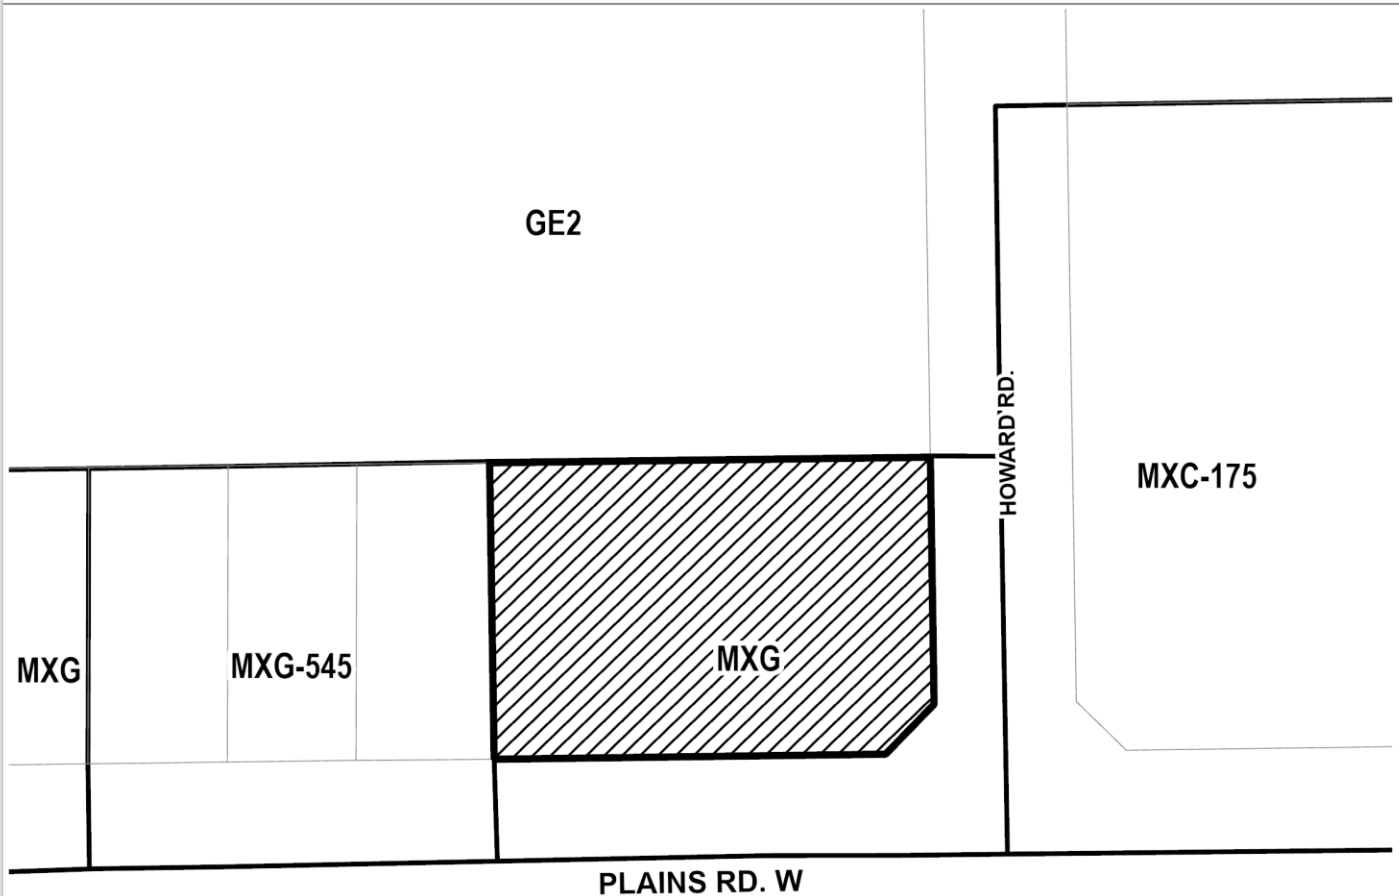 GE2
HOWARD RD.
MXC-175
MXG
MXG-545
MXG
PLAINS RD. W